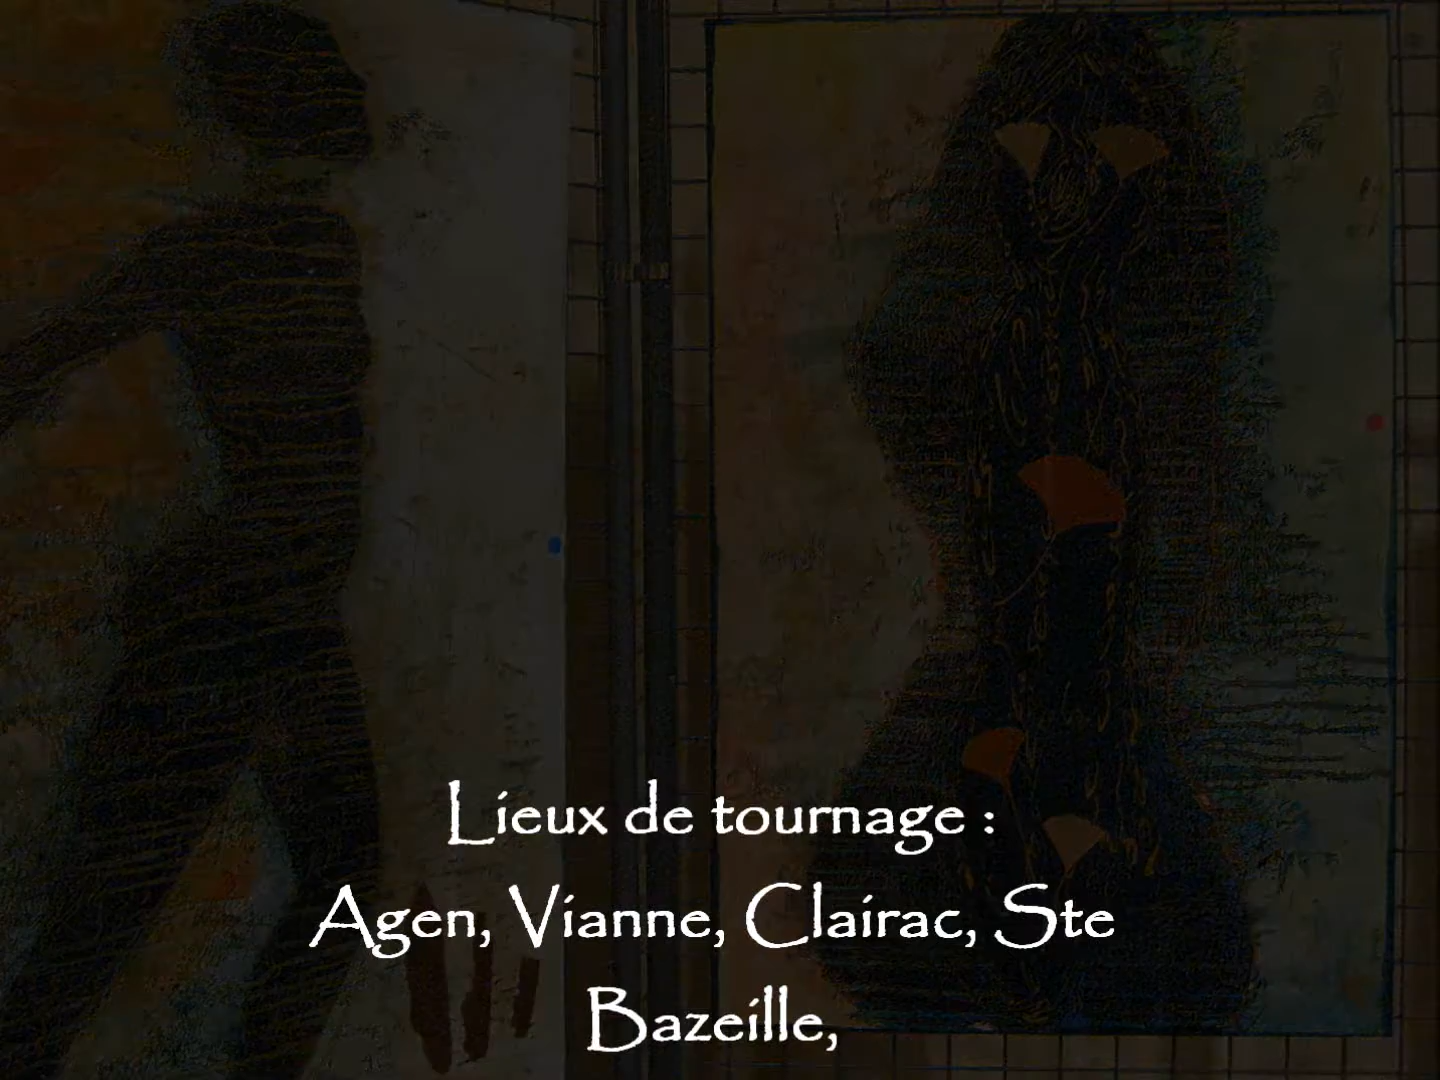 Lieux de tournage :
Agen, Vianne, Clairac, Ste
Bazeille,